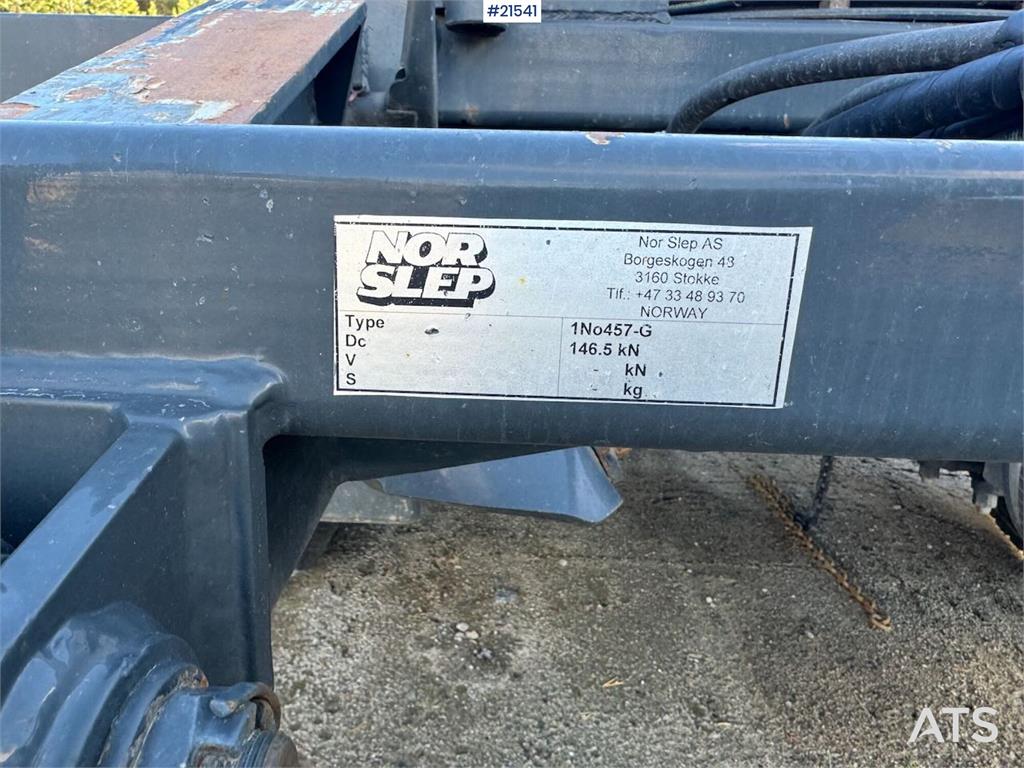 #21541
NOR
SLEP
Nor Slep AS
Borgeskogen 48
3160 Stokke
Tlf.: +47 33 48 93 70
NORWAY
Type 1No457-G
Dc 146.5 kN
V - kN
S - kg
ATS